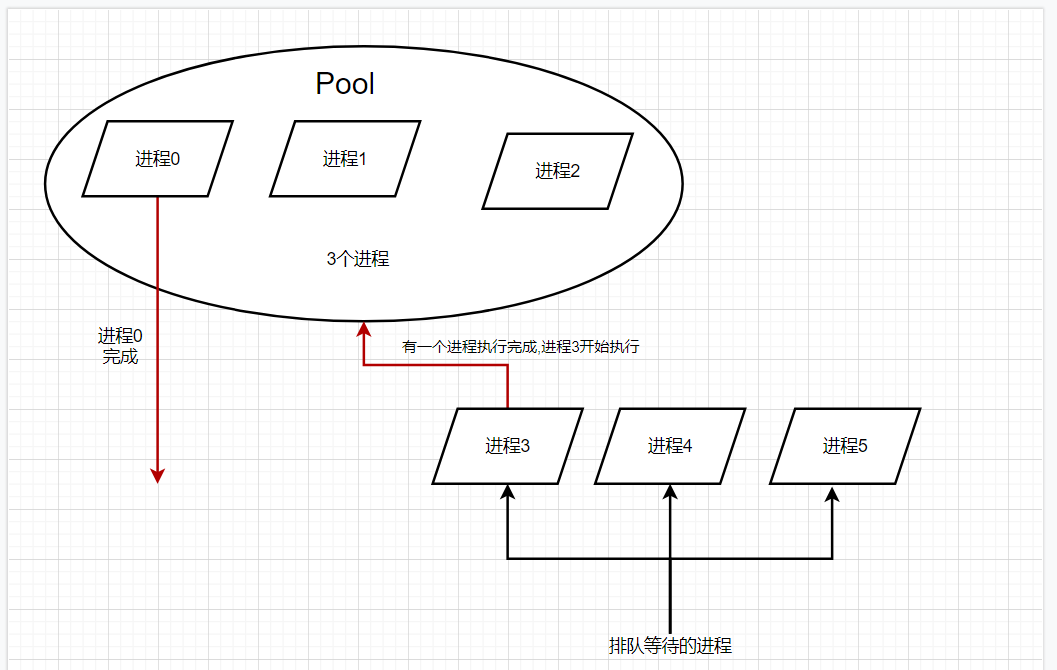 Pool
进程0
进程1
进程2
3个进程
进程0
完成
有一个进程执行完成,进程3开始执行
进程3
进程4
进程5
排队等待的进程